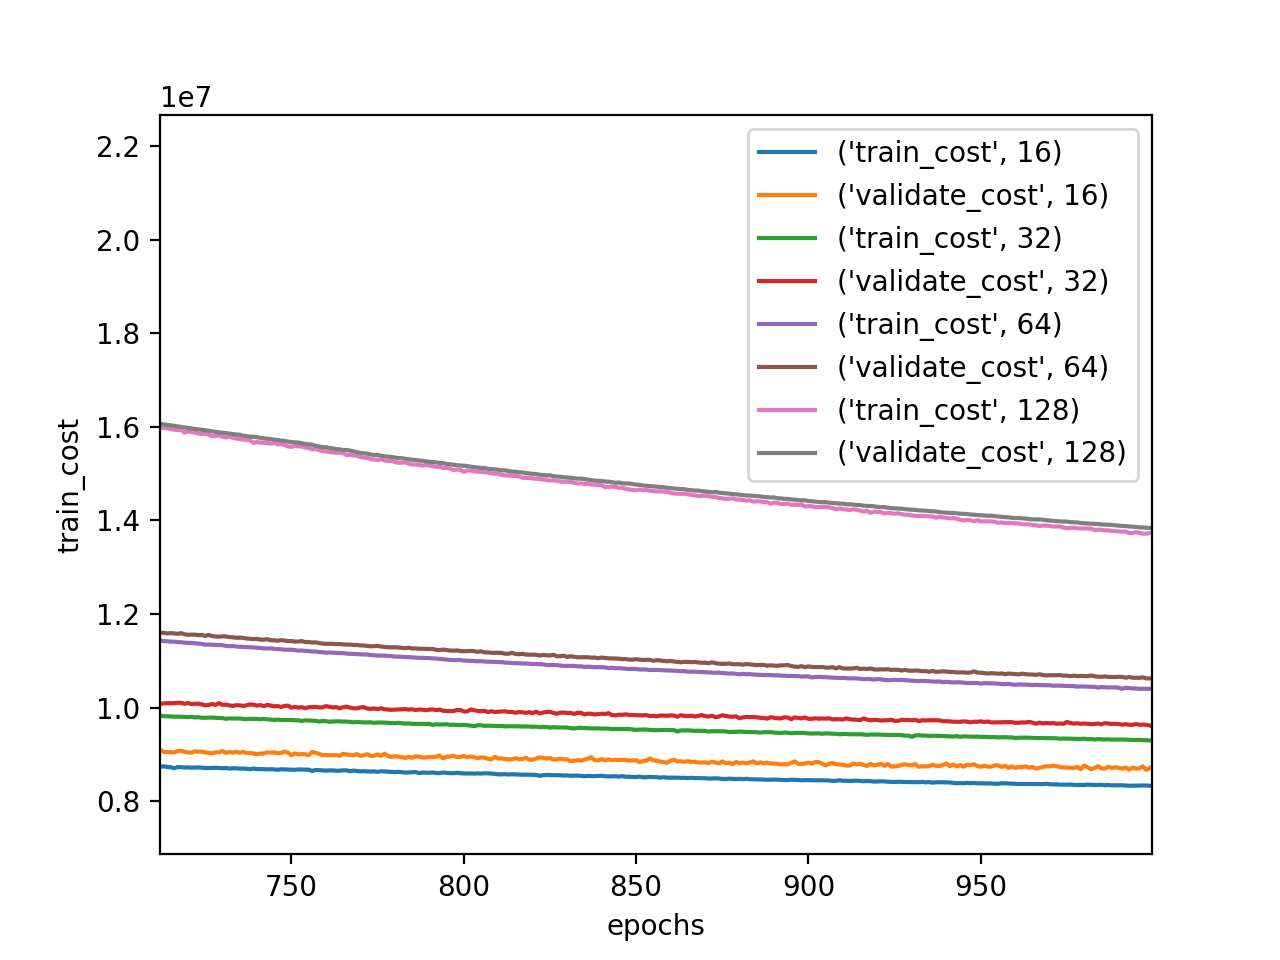 1e7
2.2
2.0
1.8
1.6
1.4
1.2
1.0
0.8
train_cost
750
800
850
900
950
epochs
('train_cost', 16)
('validate_cost', 16)
('train_cost', 32)
('validate_cost', 32)
('train_cost', 64)
('validate_cost', 64)
('train_cost', 128)
('validate_cost', 128)